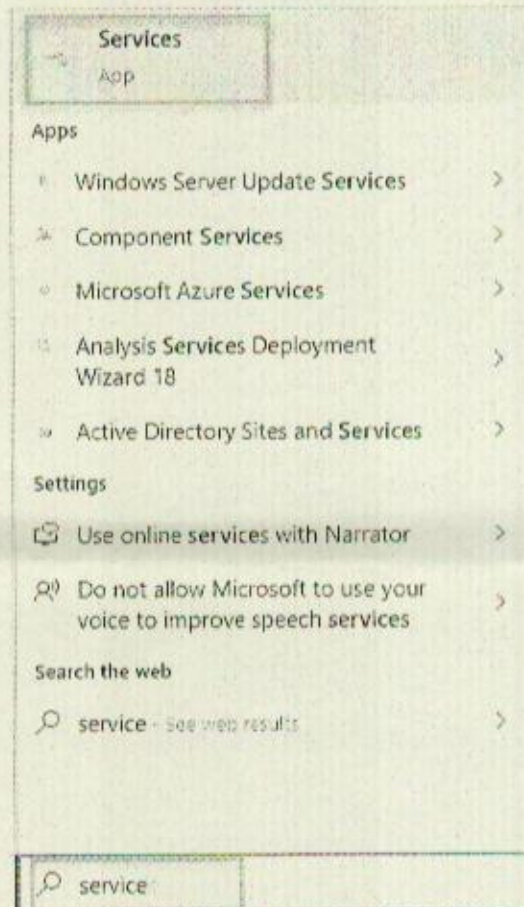 Services
App
Apps
Windows Server Update Services
Component Services
Microsoft Azure Services
Analysis Services Deployment
Wizard 18
Active Directory Sites and Services
Settings
Use online services with Narrator
Do not allow Microsoft to use your
voice to improve speech services
Search the web
service - See web results
service